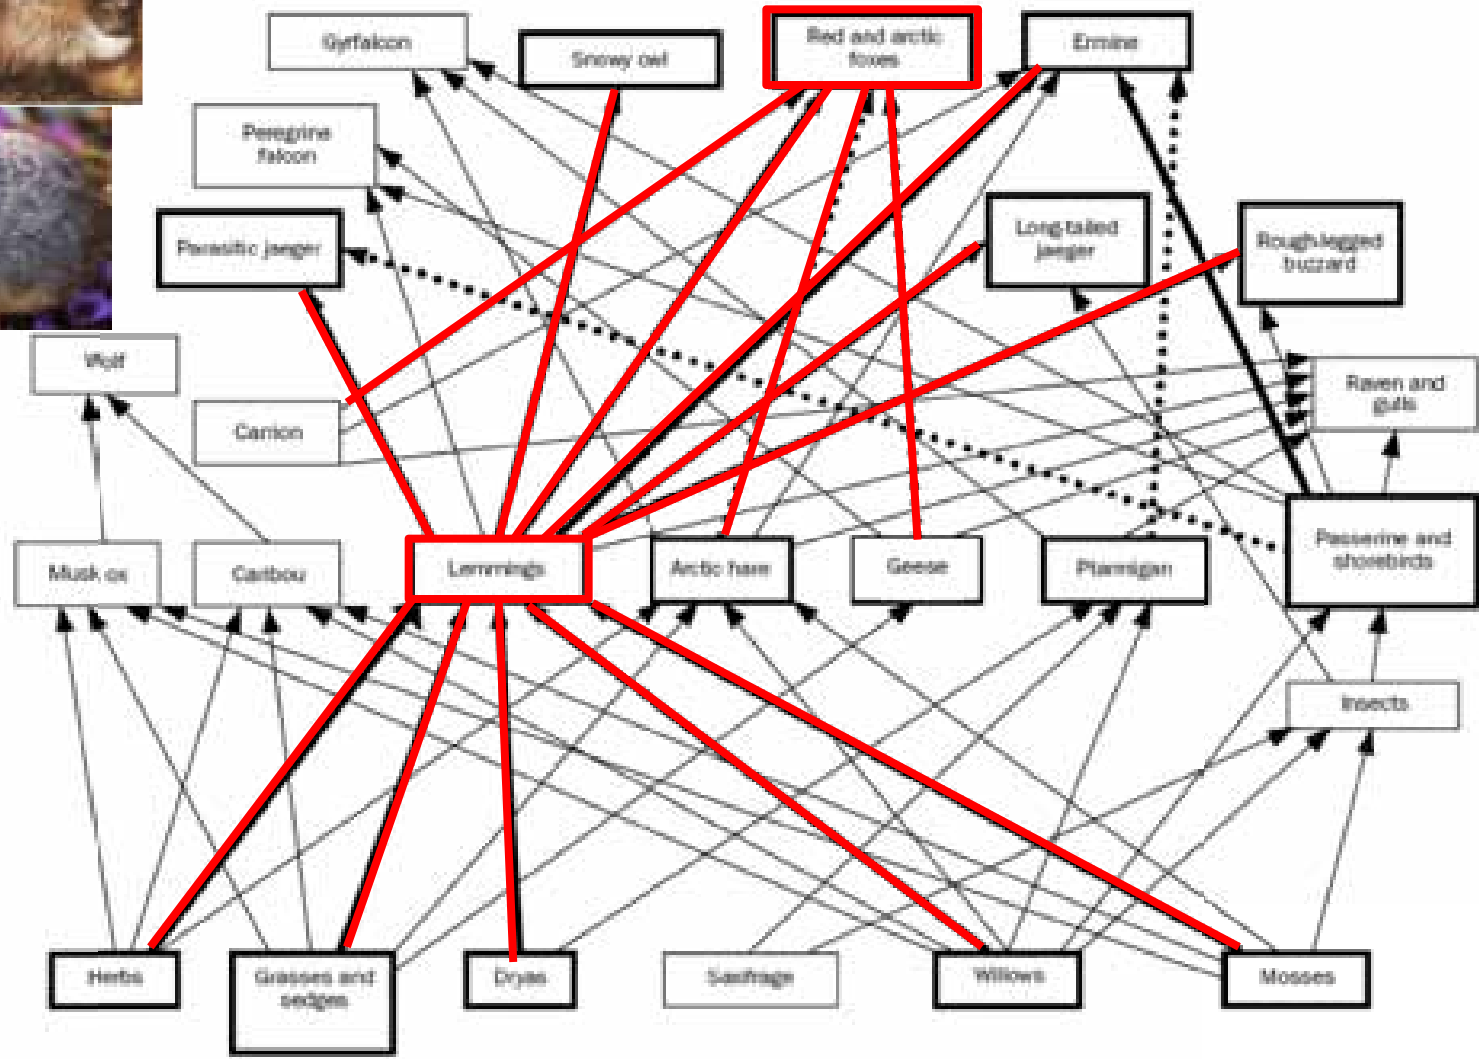 Gyrfalcon
Snowy owl
Red and arctic
foxes
Ermine
Peregrine
falcon
Parasitic jaeger
Long-tailed
jaeger
Rough-legged
buzzard
Wolf
Carrion
Raven and
gulls
Musk ox
Caribou
Lemmings
Arctic hare
Geese
Ptarmigan
Passerine and
shorebirds
Insects
Herbs
Grasses and
sedges
Dryas
Saxifrage
Willows
Mosses